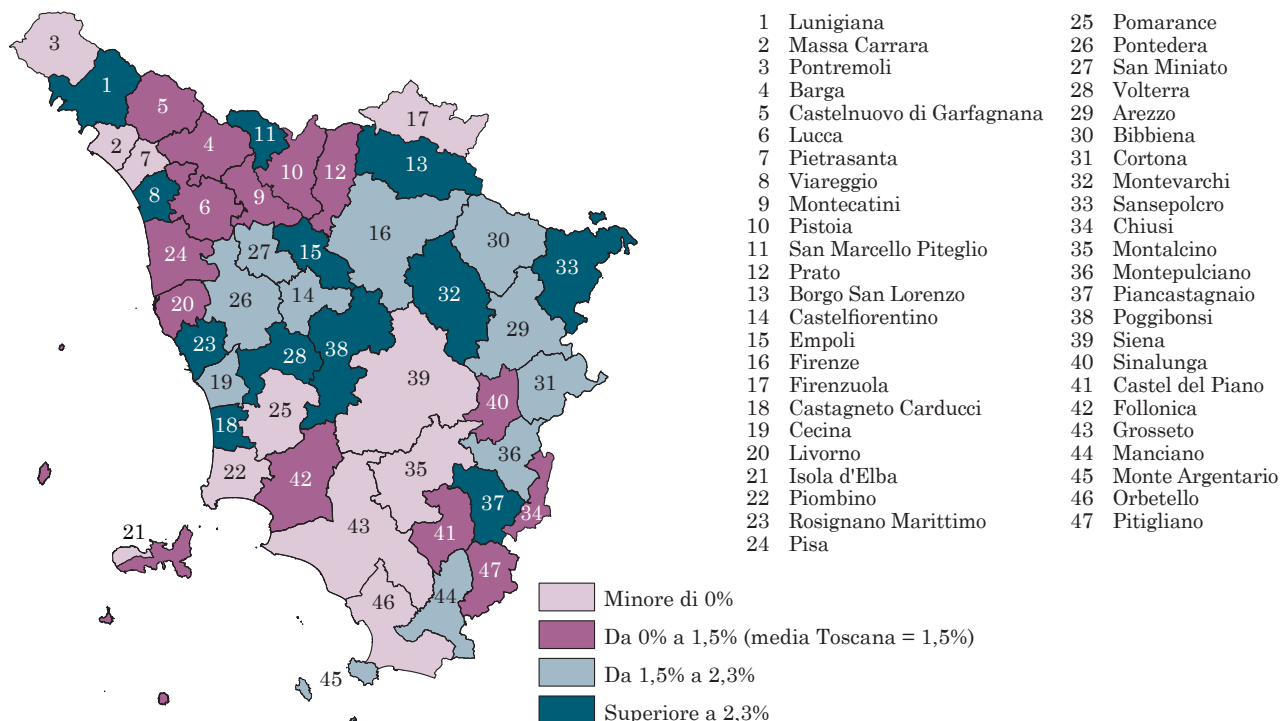 3
1
5
2
7
4
11
17
13
10
12
9
8
6
16
30
33
27
15
24
32
14
26
20
29
23
28
38
19
39
31
25
40
18
36
22
42
35
37
34
43
41
21
47
44
46
45
1 Lunigiana
2 Massa Carrara
3 Pontremoli
4 Barga
5 Castelnuovo di Garfagnana
6 Lucca
7 Pietrasanta
8 Viareggio
9 Montecatini
10 Pistoia
11 San Marcello Piteglio
12 Prato
13 Borgo San Lorenzo
14 Castelfiorentino
15 Empoli
16 Firenze
17 Firenzuola
18 Castagneto Carducci
19 Cecina
20 Livorno
21 Isola d'Elba
22 Piombino
23 Rosignano Marittimo
24 Pisa
25 Pomarance
26 Pontedera
27 San Miniato
28 Volterra
29 Arezzo
30 Bibbiena
31 Cortona
32 Montevarchi
33 Sansepolcro
34 Chiusi
35 Montalcino
36 Montepulciano
37 Piancastagnaio
38 Poggibonsi
39 Siena
40 Sinalunga
41 Castel del Piano
42 Follonica
43 Grosseto
44 Manciano
45 Monte Argentario
46 Orbetello
47 Pitigliano
Minore di 0%
Da 0% a 1,5% (media Toscana = 1,5%)
Da 1,5% a 2,3%
Superiore a 2,3%